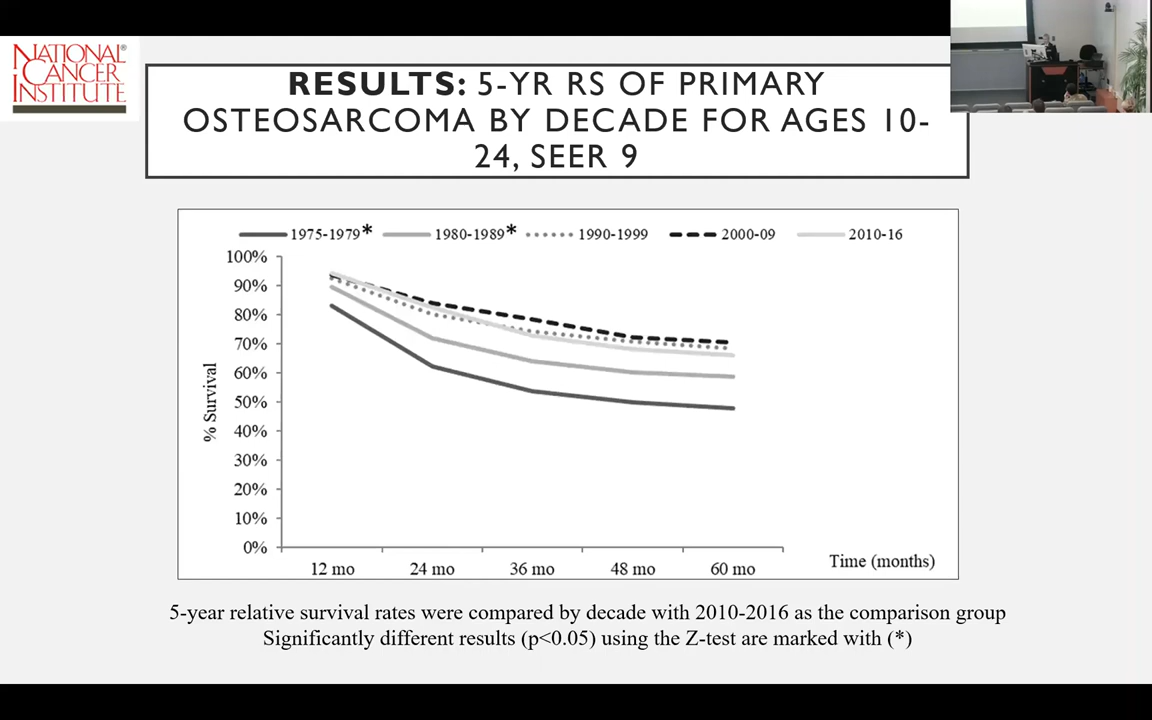 NATIONAL®
CANCER
INSTITUTE
RESULTS: 5-YR RS OF PRIMARY
OSTEOSARCOMA BY DECADE FOR AGES 10-
24, SEER 9
1975-1979* 1980-1989* 1990-1999 2000-09 2010-16
100%
90%
80%
70%
60%
50%
40%
30%
20%
10%
0%
% Survival
12 mo 24 mo 36 mo 48 mo 60 mo
Time (months)
5-year relative survival rates were compared by decade with 2010-2016 as the comparison group
Significantly different results (p<0.05) using the Z-test are marked with (*)